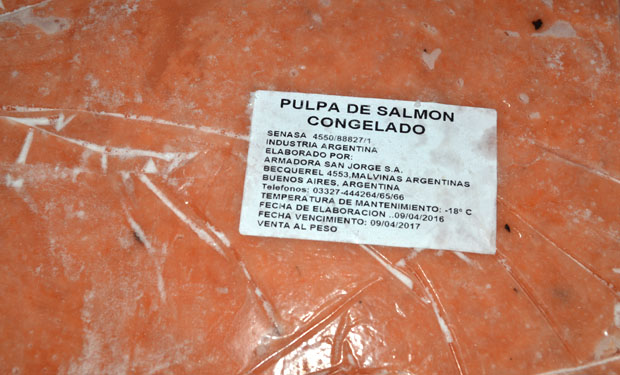 PULPA DE SALMON
CONGELADO
SENASA 4550/88827/1
INDUSTRIA ARGENTINA
ELABORADO POR:
ARMADORA SAN JORGE S.A.
BECQUEREL 4553,MALVINAS ARGENTINAS
BUENOS AIRES, ARGENTINA
Telefonos: 03327-444264/65/66
TEMPERATURA DE MANTENIMIENTO: -18º C
FECHA DE ELABORACION ..09/04/2016
FECHA VENCIMIENTO: 09/04/2017
VENTA AL PESO